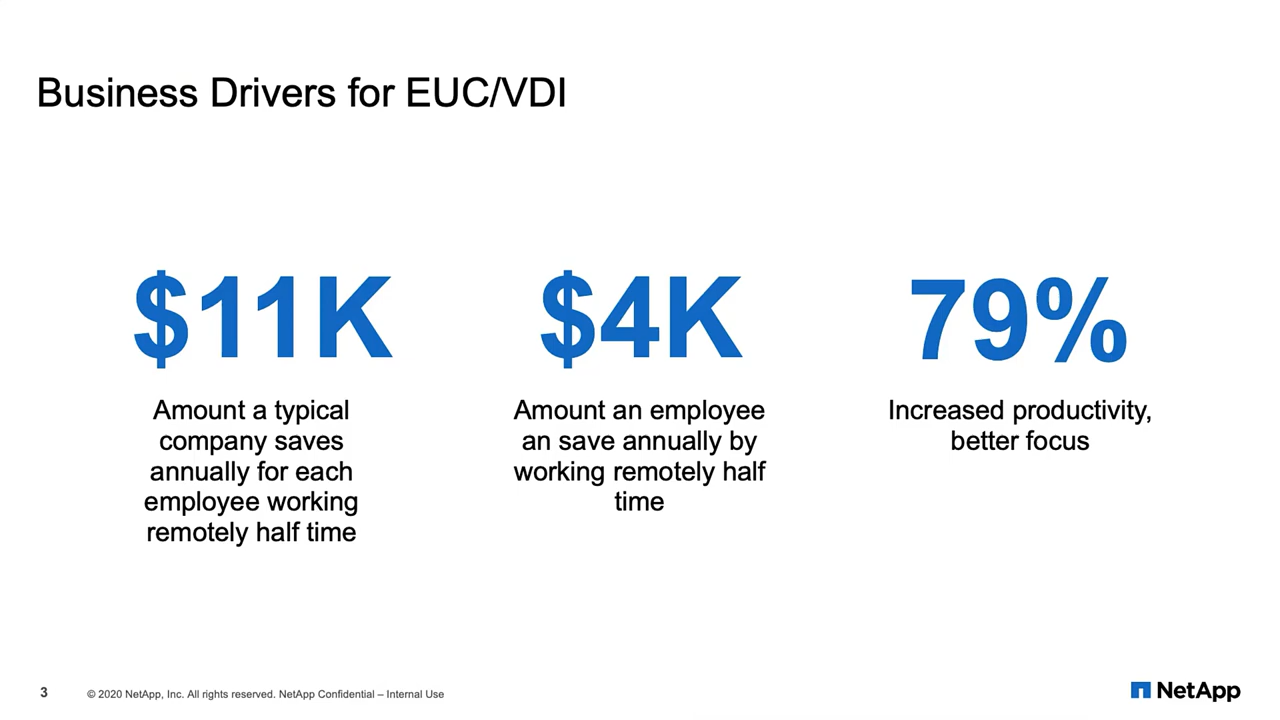 Business Drivers for EUC/VDI
$11K
Amount a typical
company saves
annually for each
employee working
remotely half time
$4K
Amount an employee
an save annually by
working remotely half
time
79%
Increased productivity,
better focus
3
© 2020 NetApp, Inc. All rights reserved. NetApp Confidential – Internal Use
NetApp